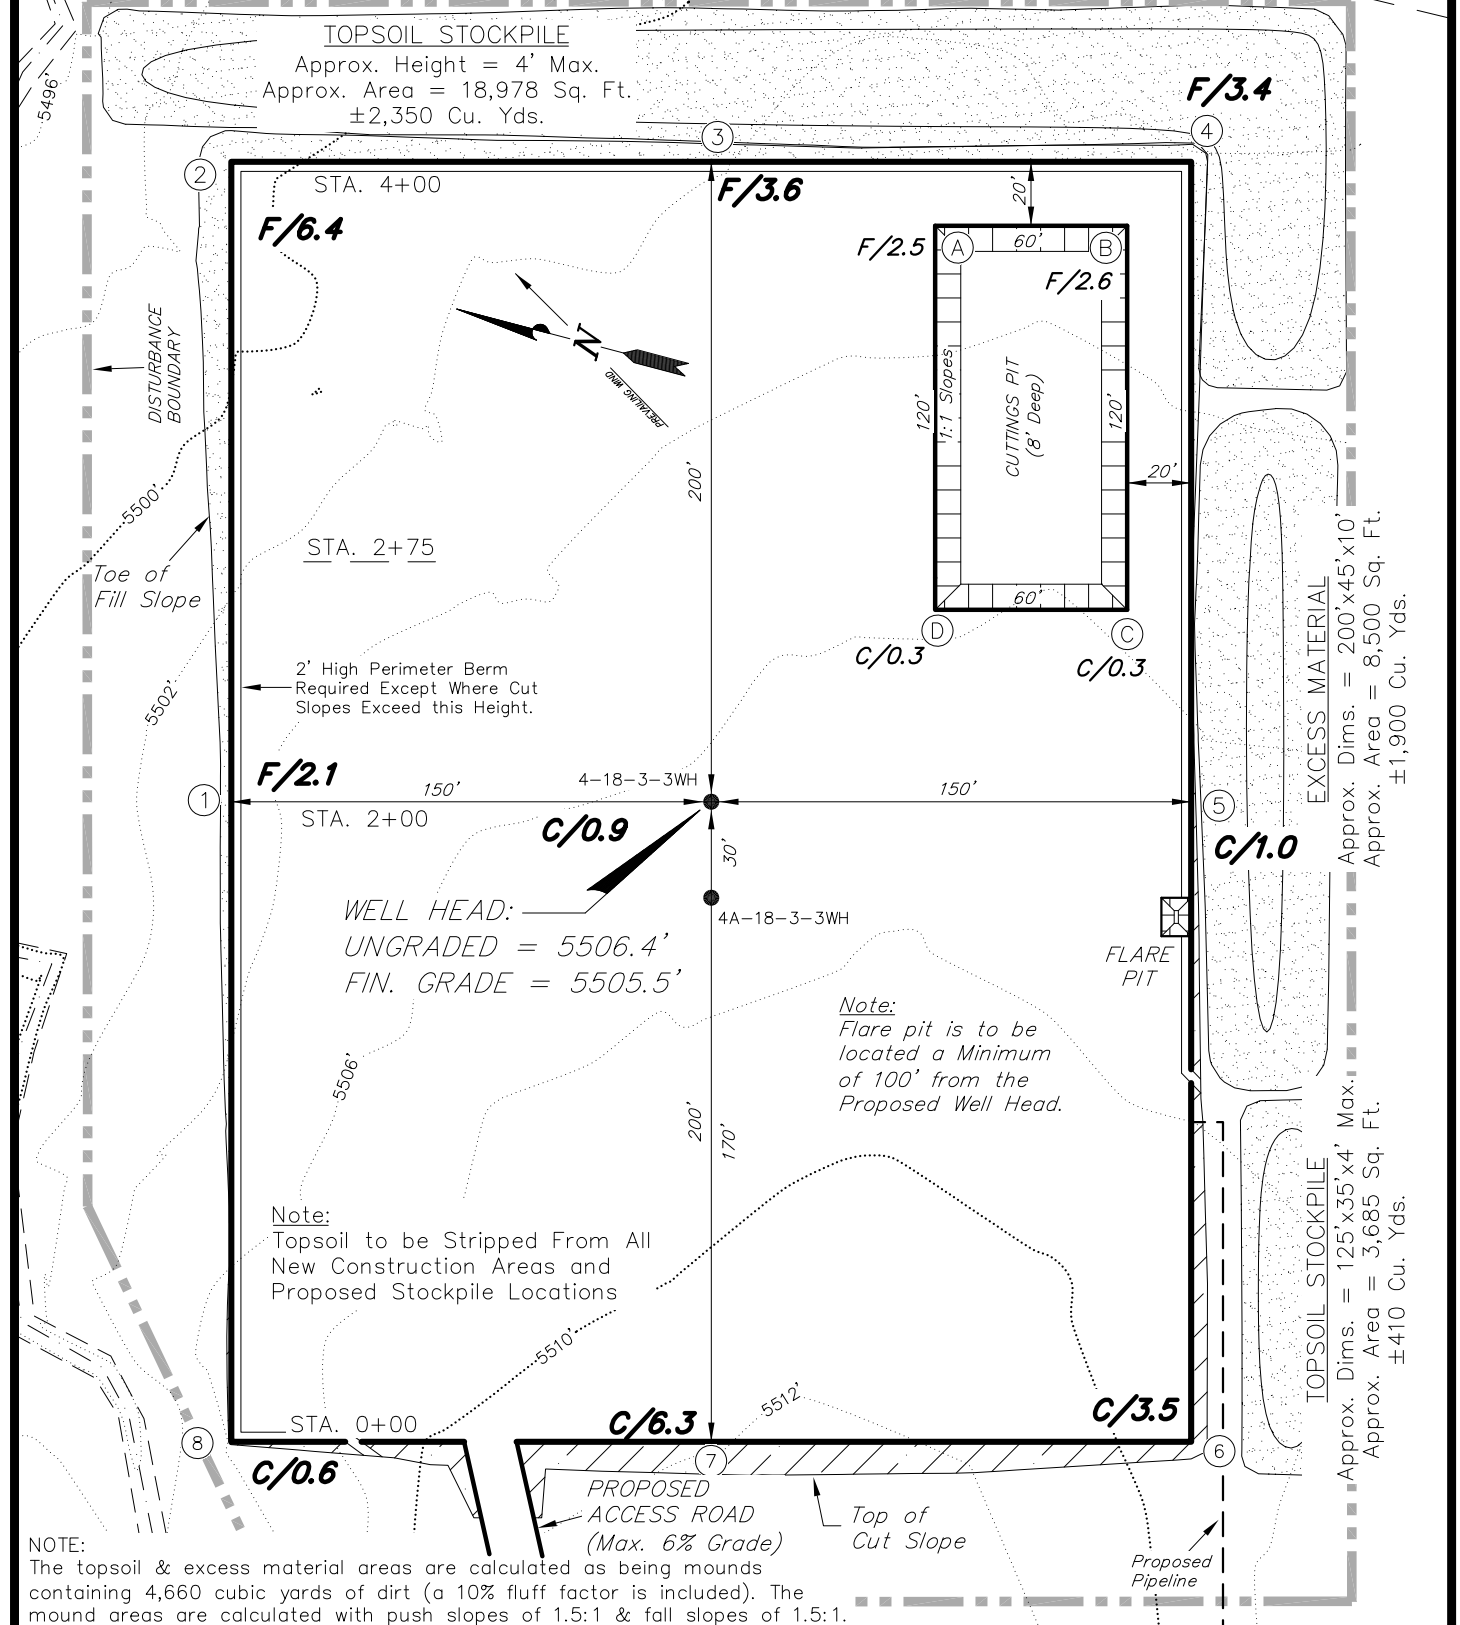 TOPSOIL STOCKPILE
Approx. Height = 4' Max.
Approx. Area = 18,978 Sq. Ft.
±2,350 Cu. Yds.
5496'
F/3.4
4
3
2
STA. 4+00
F/6.4
F/3.6
20'
F/2.5
A
60'
B
F/2.6
DISTURBANCE
BOUNDARY
N
PREVAILING WIND
120'
1:1 Slopes
CUTTINGS PIT
(8' Deep)
120'
20'
200'
5500'
STA. 2+75
Toe of
Fill Slope
60'
D
C
C/0.3
C/0.3
2' High Perimeter Berm
Required Except Where Cut
Slopes Exceed this Height.
5502'
EXCESS MATERIAL
Approx. Dims. = 200'x45'x10'
Approx. Area = 8,500 Sq. Ft.
±1,900 Cu. Yds.
F/2.1
4-18-3-3WH
1
150'
150'
5
STA. 2+00
C/0.9
C/1.0
30'
WELL HEAD:
UNGRADED = 5506.4'
FIN. GRADE = 5505.5'
4A-18-3-3WH
FLARE
PIT
Note:
Flare pit is to be
located a Minimum
of 100' from the
Proposed Well Head.
5506'
200'
170'
TOPSOIL STOCKPILE
Approx. Dims. = 125'x35'x4' Max.
Approx. Area = 3,685 Sq. Ft.
±410 Cu. Yds.
Note:
Topsoil to be Stripped From All
New Construction Areas and
Proposed Stockpile Locations
5510'
5512'
C/3.5
STA. 0+00
C/6.3
8
7
6
C/0.6
PROPOSED
ACCESS ROAD
(Max. 6% Grade)
Top of
Cut Slope
Proposed
Pipeline
NOTE:
The topsoil & excess material areas are calculated as being mounds
containing 4,660 cubic yards of dirt (a 10% fluff factor is included). The
mound areas are calculated with push slopes of 1.5:1 & fall slopes of 1.5:1.